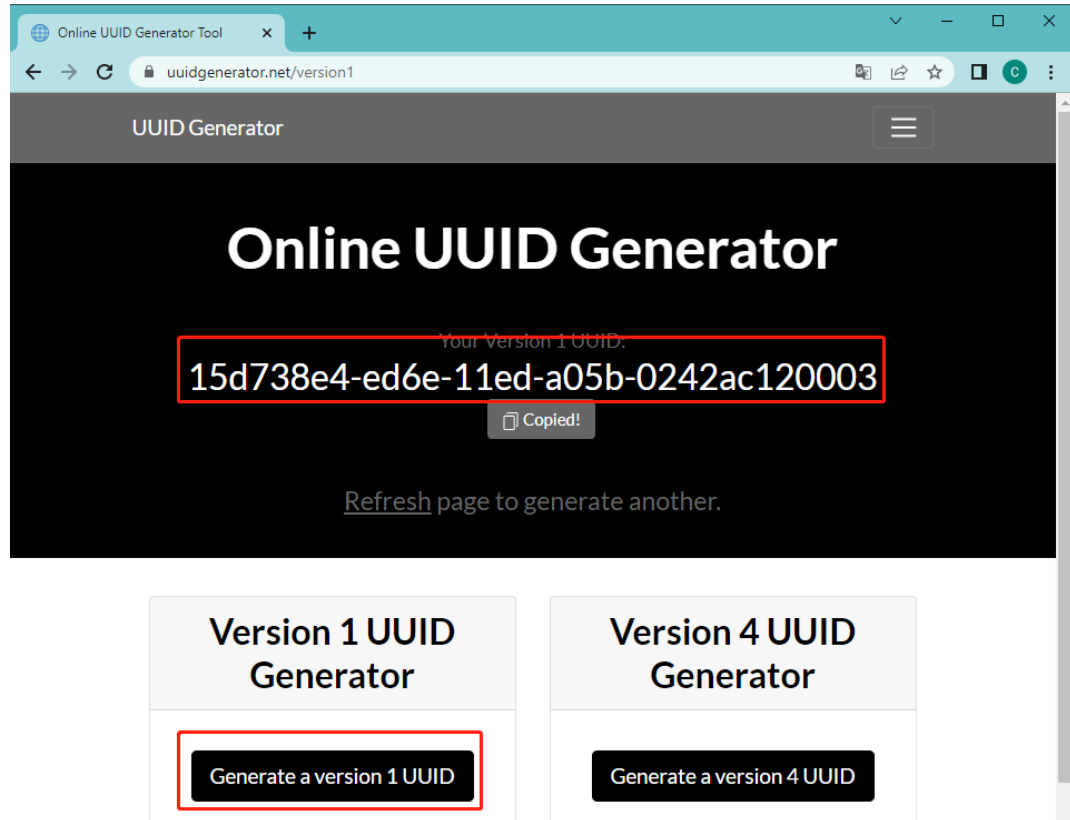 Online UUID Generator Tool
uuidgenerator.net/version1
C
UUID Generator
Online UUID Generator
Your Version 1 UUID:
15d738e4-ed6e-11ed-a05b-0242ac120003
Copied!
Refresh page to generate another.
Version 1 UUID
Generator
Generate a version 1 UUID
Version 4 UUID
Generator
Generate a version 4 UUID